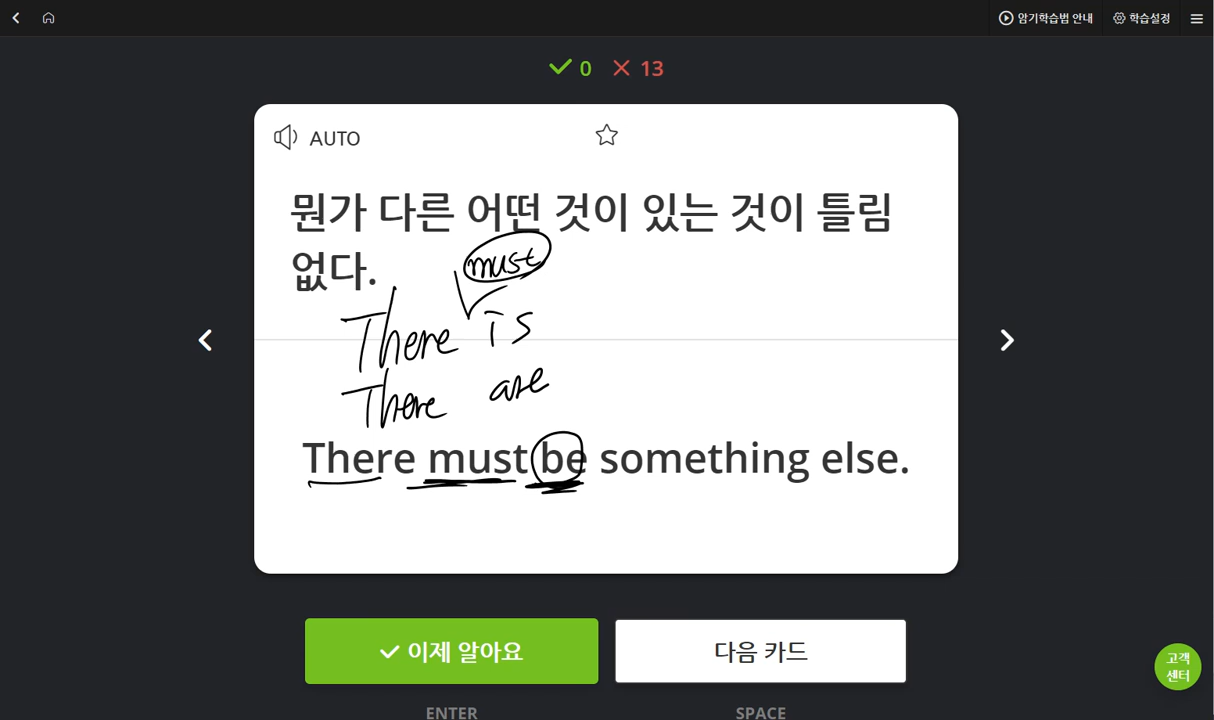 암기학습법 안내 학습설정
0 13
AUTO
뭔가 다른 어떤 것이 있는 것이 틀림
없다.
must
There is
There are
There must be something else.
이제 알아요 다음 카드
고객
센터
ENTER SPACE